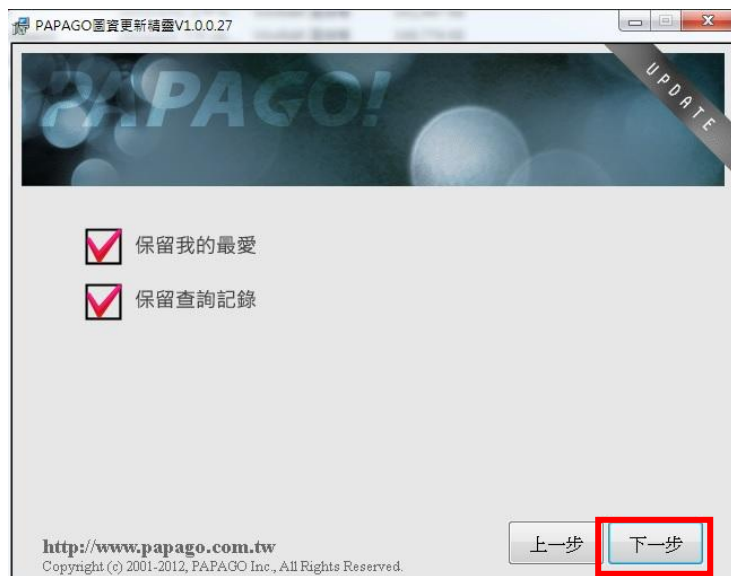 PAPAGO圖資更新精靈V1.0.0.27
PAPAGO!
UPDATE
保留我的最愛
保留查詢記錄
上一步
下一步
http://www.papago.com.tw
Copyright (c) 2001-2012, PAPAGO Inc., All Rights Reserved.